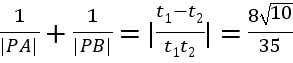 1/|PA| + 1/|PB| = |(t₁−t₂)/(t₁t₂)| = 8√10/35